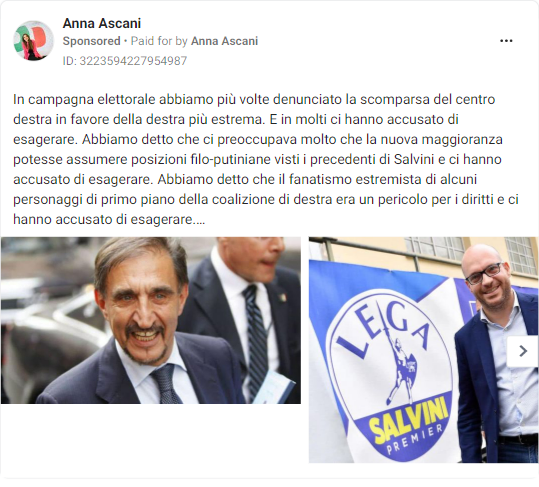 Anna Ascani
Sponsored • Paid for by Anna Ascani
ID: 3223594227954987
In campagna elettorale abbiamo più volte denunciato la scomparsa del centro
destra in favore della destra più estrema. E in molti ci hanno accusato di
esagerare. Abbiamo detto che ci preoccupava molto che la nuova maggioranza
potesse assumere posizioni filo-putiniane visti i precedenti di Salvini e ci hanno
accusato di esagerare. Abbiamo detto che il fanatismo estremista di alcuni
personaggi di primo piano della coalizione di destra era un pericolo per i diritti e ci
hanno accusato di esagerare....
LEGA
SALVINI
PREMIER